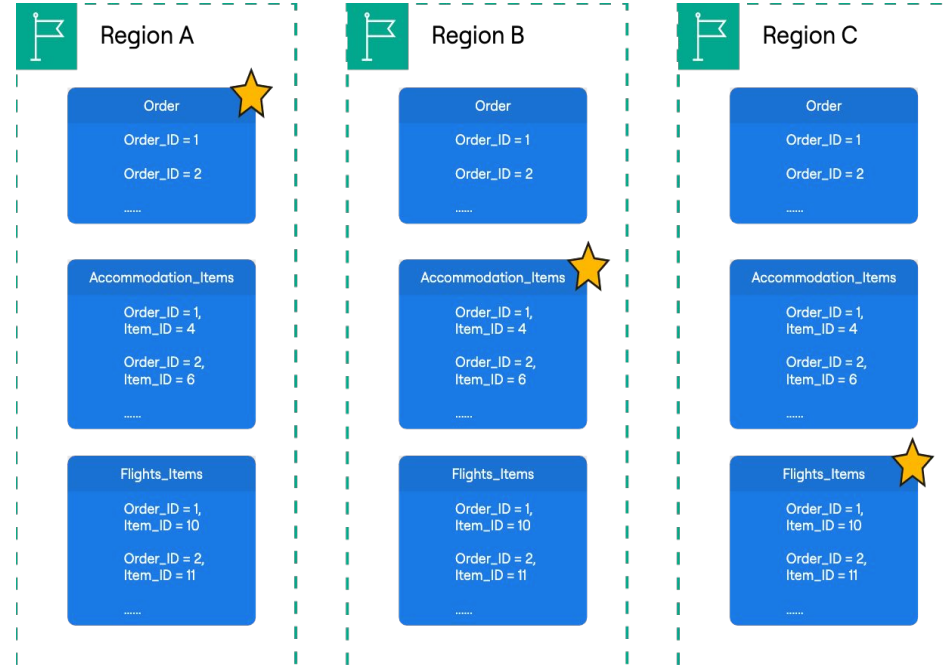 Region A
Order
Order_ID = 1
Order_ID = 2
......
Accommodation_Items
Order_ID = 1,
Item_ID = 4
Order_ID = 2,
Item_ID = 6
......
Flights_Items
Order_ID = 1,
Item_ID = 10
Order_ID = 2,
Item_ID = 11
......
Region B
Order
Order_ID = 1
Order_ID = 2
......
Accommodation_Items
Order_ID = 1,
Item_ID = 4
Order_ID = 2,
Item_ID = 6
......
Flights_Items
Order_ID = 1,
Item_ID = 10
Order_ID = 2,
Item_ID = 11
......
Region C
Order
Order_ID = 1
Order_ID = 2
......
Accommodation_Items
Order_ID = 1,
Item_ID = 4
Order_ID = 2,
Item_ID = 6
......
Flights_Items
Order_ID = 1,
Item_ID = 10
Order_ID = 2,
Item_ID = 11
......